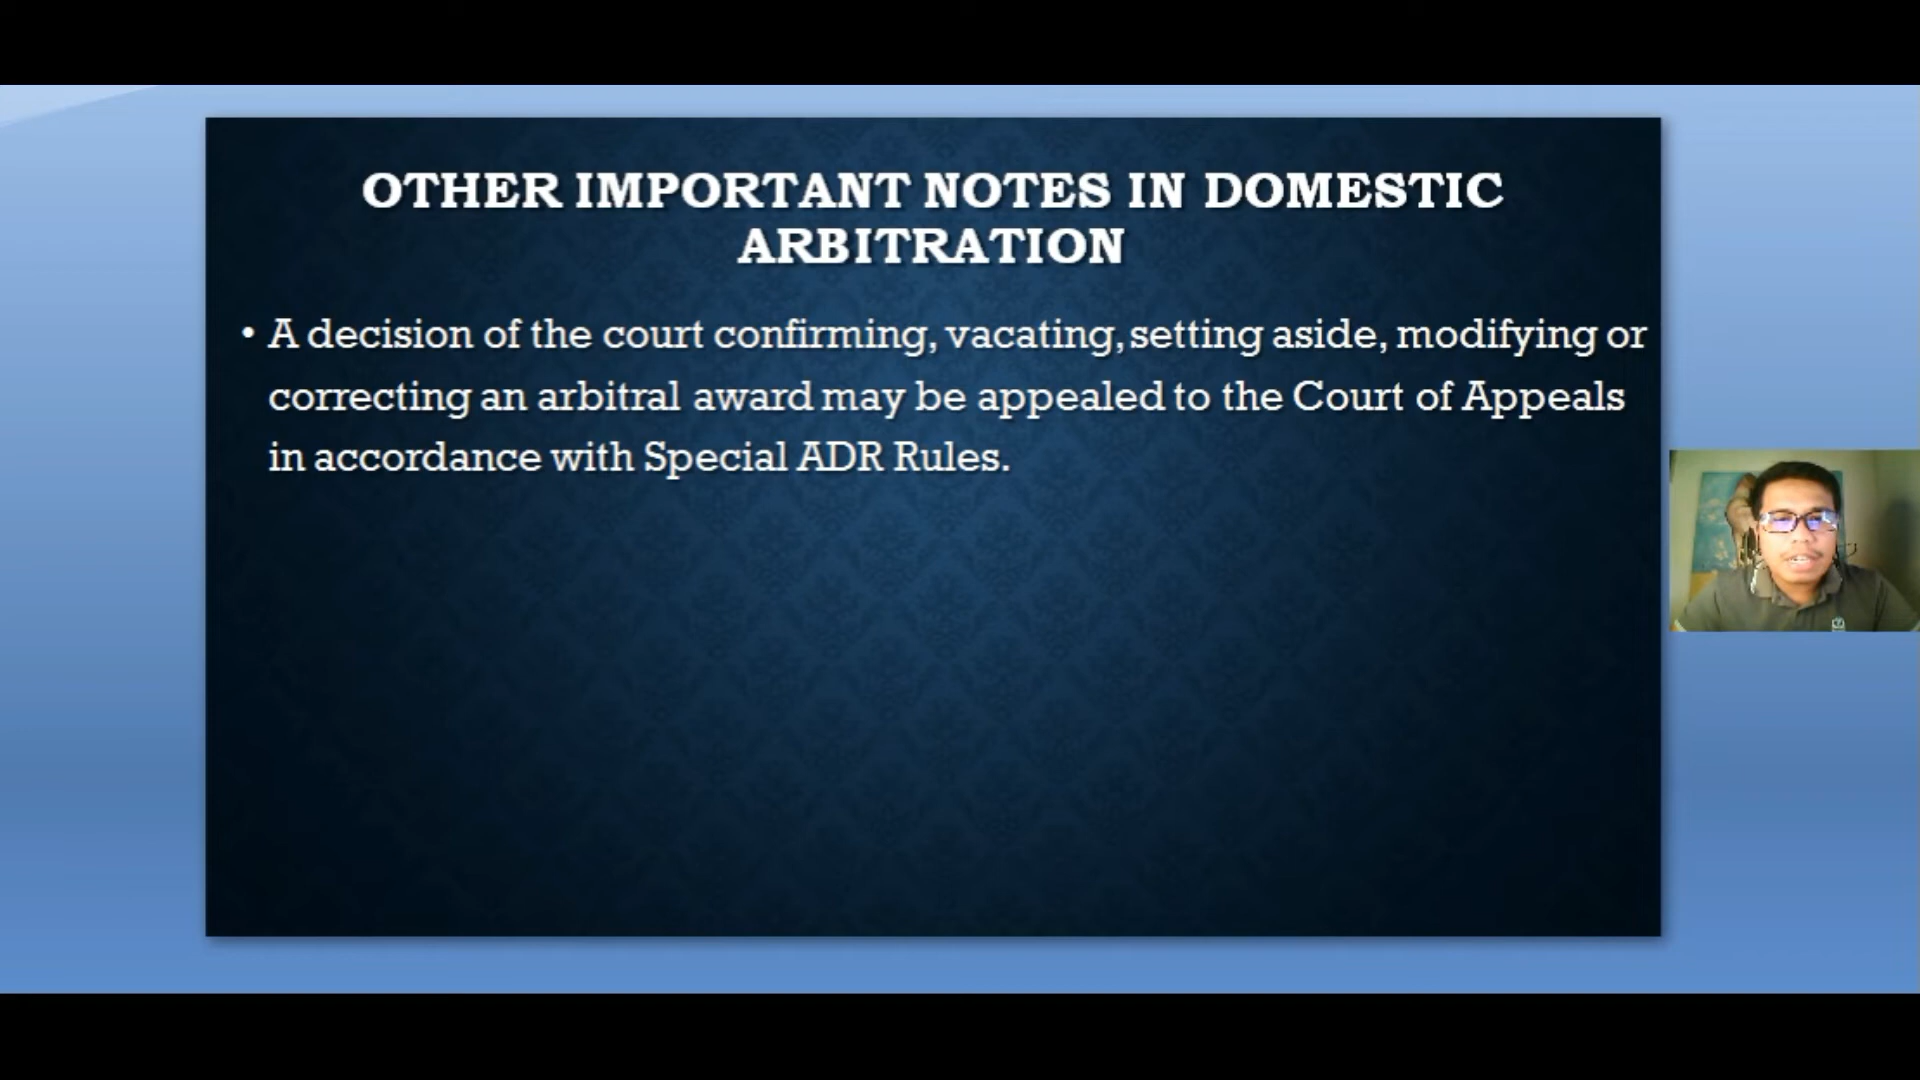 OTHER IMPORTANT NOTES IN DOMESTIC
ARBITRATION
• A decision of the court confirming, vacating, setting aside, modifying or
correcting an arbitral award may be appealed to the Court of Appeals
in accordance with Special ADR Rules.